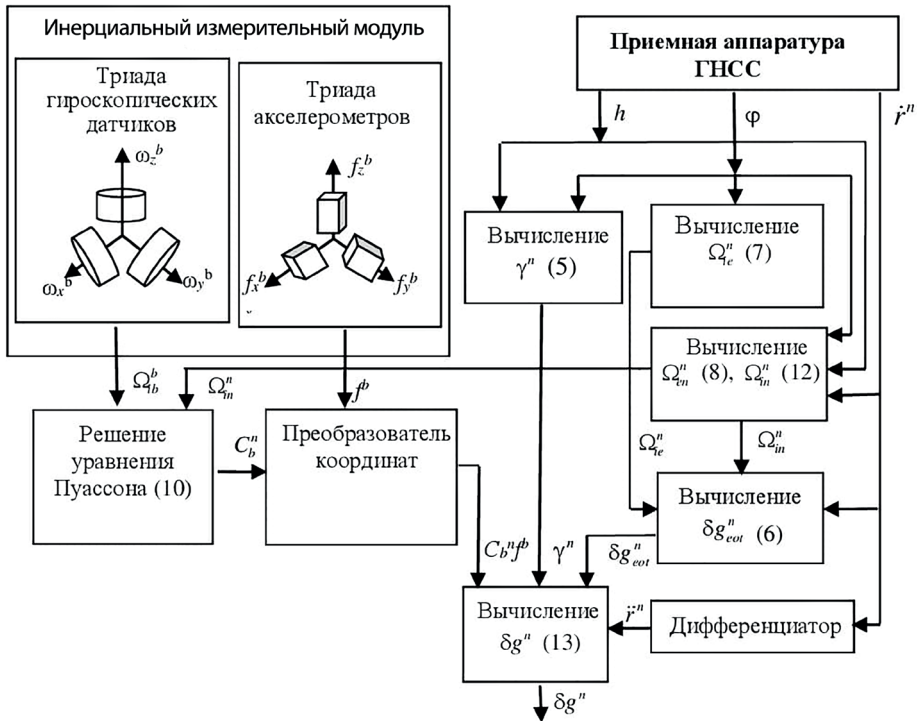 Инерциальный измерительный модуль
Триада
гироскопических
датчиков
ω_z^b
ω_x^b
ω_y^b
Триада
акселерометров
f_z^b
f_x^b
f_y^b
Приемная аппаратура
ГНСС
h
φ
ṙ^n
Вычисление
γ^n (5)
Вычисление
Ω_ie^n (7)
Вычисление
Ω_en^n (8), Ω_in^n (12)
Ω_ib^b
Ω_in^n
f^b
Решение
уравнения
Пуассона (10)
C_b^n
Преобразователь
координат
Ω_ie^n
Ω_in^n
Вычисление
δg_eot^n (6)
C_b^n f^b
γ^n
δg_eot^n
Вычисление
δg^n (13)
r̈^n
Дифференциатор
δg^n